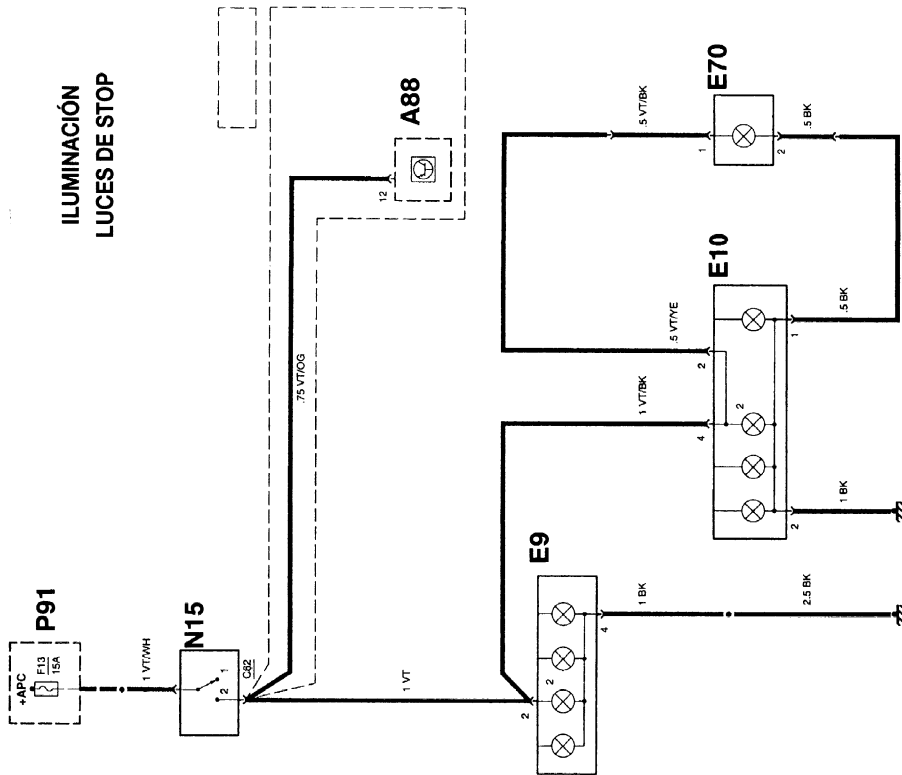 ILUMINACIÓN
LUCES DE STOP
P91
+APC
F13
15A
1 VT/WH
N15
1
2
C62
.75 VT/OG
A88
12
1 VT
E9
2
2
4
1 BK
2.5 BK
1 VT/BK
.5 VT/YE
E10
4
2
2
2
1
1 BK
.5 BK
.5 VT/BK
E70
1
2
.5 BK